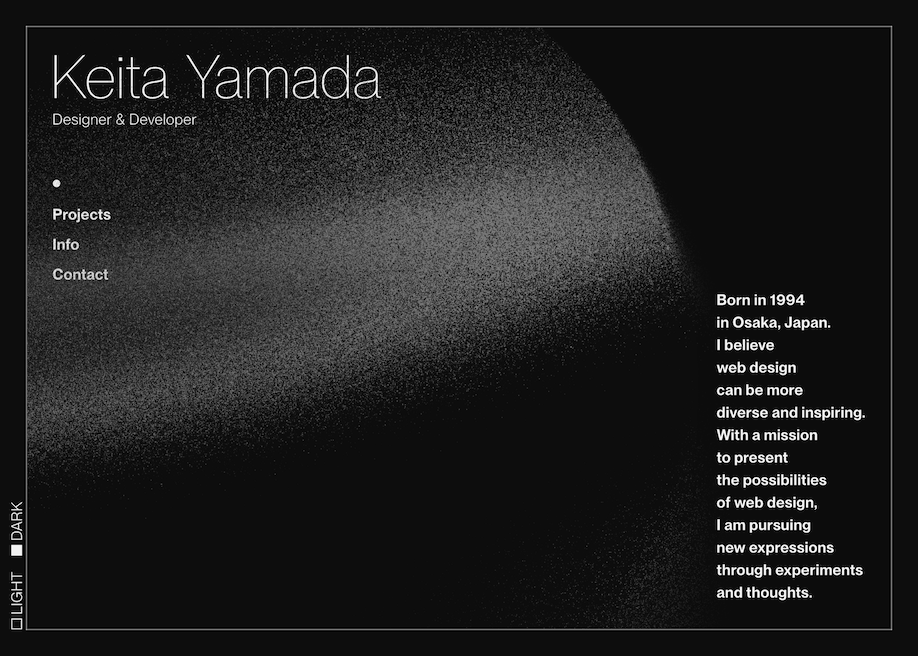 Keita Yamada
Designer & Developer
Projects
Info
Contact
Born in 1994
in Osaka, Japan.
I believe
web design
can be more
diverse and inspiring.
With a mission
to present
the possibilities
of web design,
I am pursuing
new expressions
through experiments
and thoughts.
LIGHT
DARK